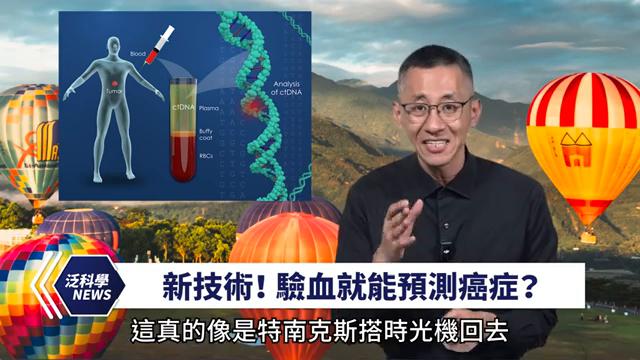 Blood
Tumor
ctDNA
Plasma
Buffy
coat
RBCs
Analysis
of ctDNA
泛科學
NEWS
新技術！驗血就能預測癌症？
這真的像是特南克斯搭時光機回去